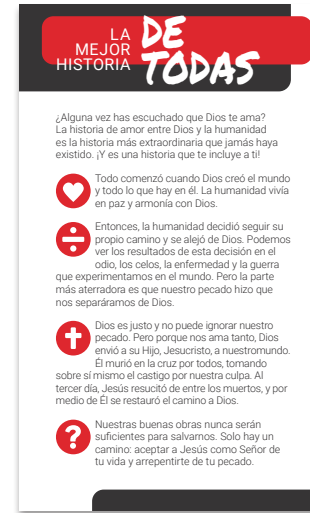 LA
MEJOR
HISTORIA
DE
TODAS
¿Alguna vez has escuchado que Dios te ama?
La historia de amor entre Dios y la humanidad
es la historia más extraordinaria que jamás haya
existido. ¡Y es una historia que te incluye a ti!
Todo comenzó cuando Dios creó el mundo
y todo lo que hay en él. La humanidad vivía
en paz y armonía con Dios.
Entonces, la humanidad decidió seguir su
propio camino y se alejó de Dios. Podemos
ver los resultados de esta decisión en el
odio, los celos, la enfermedad y la guerra
que experimentamos en el mundo. Pero la parte
más aterradora es que nuestro pecado hizo que
nos separáramos de Dios.
Dios es justo y no puede ignorar nuestro
pecado. Pero porque nos ama tanto, Dios
envió a su Hijo, Jesucristo, a nuestromundo.
Él murió en la cruz por todos, tomando
sobre sí mismo el castigo por nuestra culpa. Al
tercer día, Jesús resucitó de entre los muertos, y por
medio de Él se restauró el camino a Dios.
Nuestras buenas obras nunca serán
suficientes para salvarnos. Solo hay un
camino: aceptar a Jesús como Señor de
tu vida y arrepentirte de tu pecado.